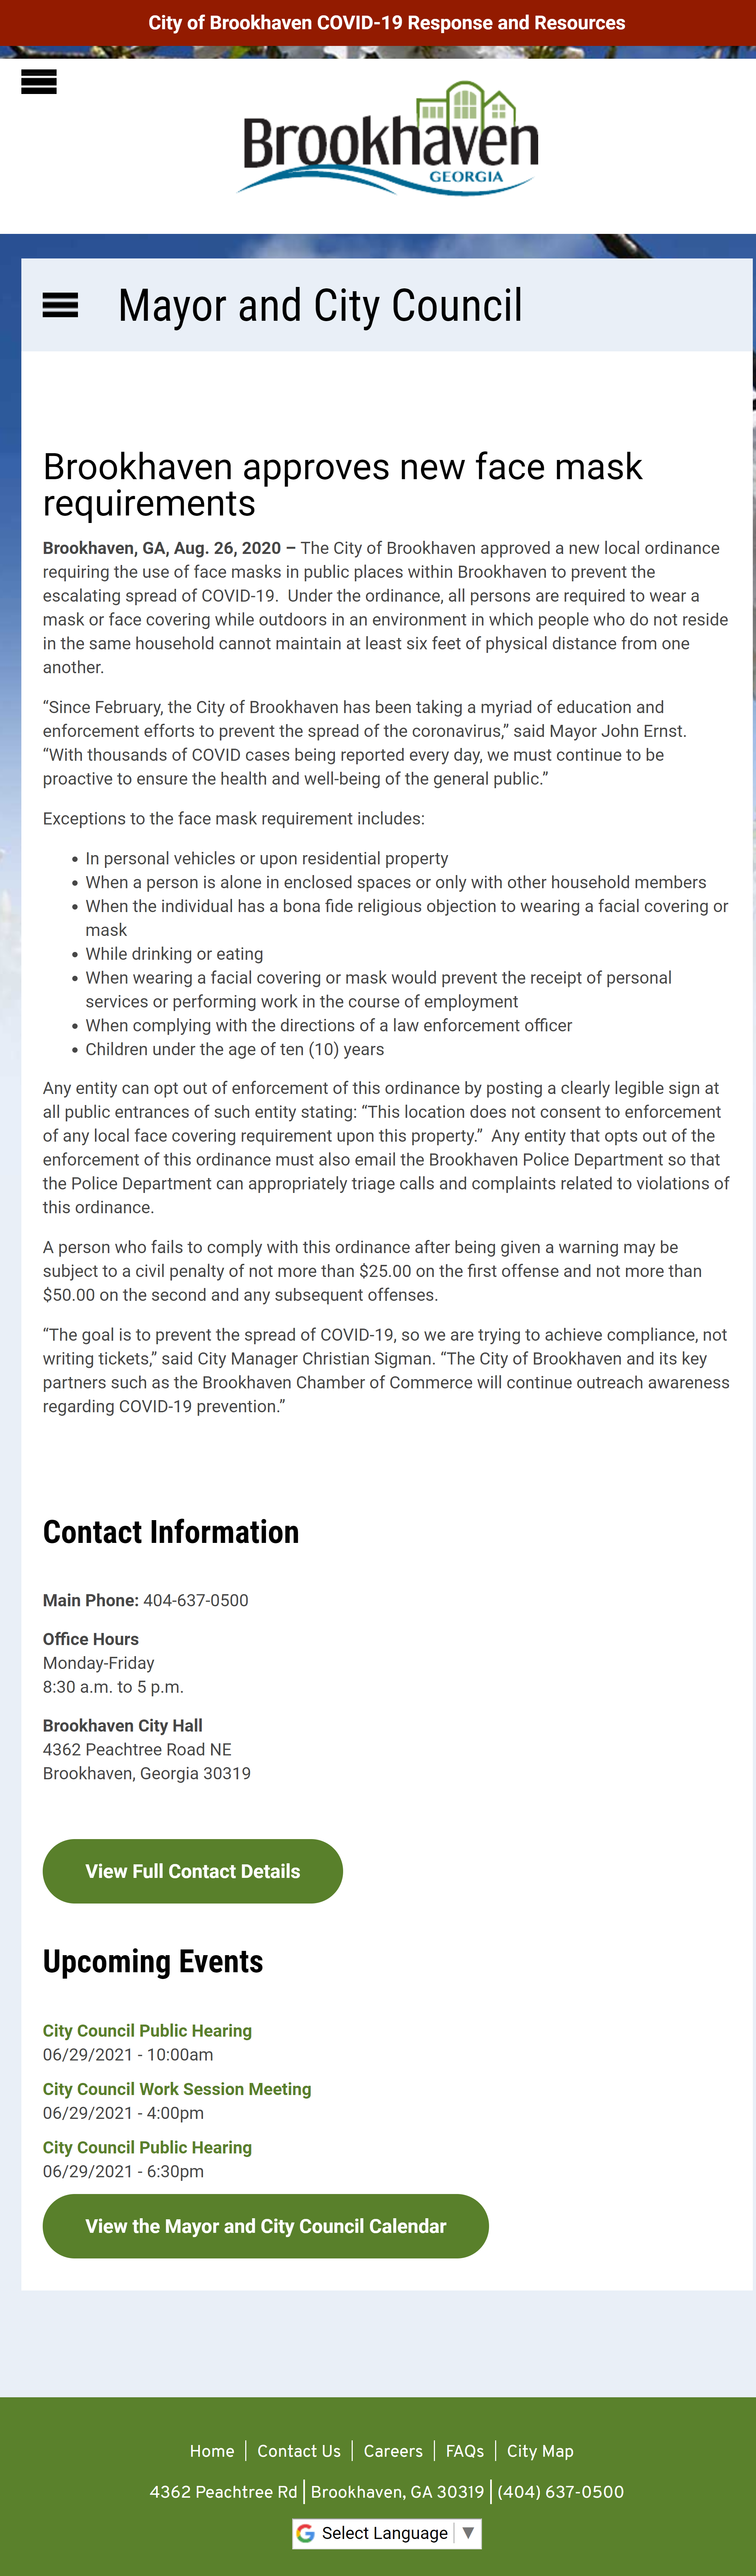 City of Brookhaven COVID-19 Response and Resources
Brookhaven
GEORGIA
Mayor and City Council
Brookhaven approves new face mask
requirements
Brookhaven, GA, Aug. 26, 2020 – The City of Brookhaven approved a new local ordinance
requiring the use of face masks in public places within Brookhaven to prevent the
escalating spread of COVID-19.  Under the ordinance, all persons are required to wear a
mask or face covering while outdoors in an environment in which people who do not reside
in the same household cannot maintain at least six feet of physical distance from one
another.
“Since February, the City of Brookhaven has been taking a myriad of education and
enforcement efforts to prevent the spread of the coronavirus,” said Mayor John Ernst.
“With thousands of COVID cases being reported every day, we must continue to be
proactive to ensure the health and well-being of the general public.”
Exceptions to the face mask requirement includes:
• In personal vehicles or upon residential property
• When a person is alone in enclosed spaces or only with other household members
• When the individual has a bona fide religious objection to wearing a facial covering or
mask
• While drinking or eating
• When wearing a facial covering or mask would prevent the receipt of personal
services or performing work in the course of employment
• When complying with the directions of a law enforcement officer
• Children under the age of ten (10) years
Any entity can opt out of enforcement of this ordinance by posting a clearly legible sign at
all public entrances of such entity stating: “This location does not consent to enforcement
of any local face covering requirement upon this property.”  Any entity that opts out of the
enforcement of this ordinance must also email the Brookhaven Police Department so that
the Police Department can appropriately triage calls and complaints related to violations of
this ordinance.
A person who fails to comply with this ordinance after being given a warning may be
subject to a civil penalty of not more than $25.00 on the first offense and not more than
$50.00 on the second and any subsequent offenses.
“The goal is to prevent the spread of COVID-19, so we are trying to achieve compliance, not
writing tickets,” said City Manager Christian Sigman. “The City of Brookhaven and its key
partners such as the Brookhaven Chamber of Commerce will continue outreach awareness
regarding COVID-19 prevention.”
Contact Information
Main Phone: 404-637-0500
Office Hours
Monday-Friday
8:30 a.m. to 5 p.m.
Brookhaven City Hall
4362 Peachtree Road NE
Brookhaven, Georgia 30319
View Full Contact Details
Upcoming Events
City Council Public Hearing
06/29/2021 - 10:00am
City Council Work Session Meeting
06/29/2021 - 4:00pm
City Council Public Hearing
06/29/2021 - 6:30pm
View the Mayor and City Council Calendar
Home | Contact Us | Careers | FAQs | City Map
4362 Peachtree Rd | Brookhaven, GA 30319 | (404) 637-0500
Select Language ▼